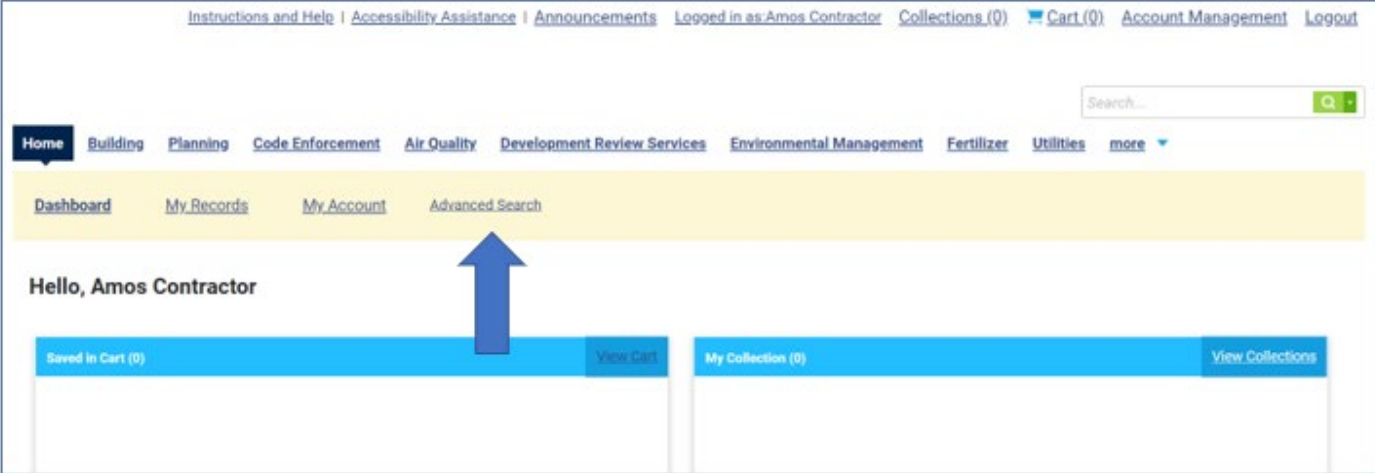 Instructions and Help | Accessibility Assistance | Announcements Logged in as:Amos Contractor Collections (0) Cart (0) Account Management Logout
Search...
Home Building Planning Code Enforcement Air Quality Development Review Services Environmental Management Fertilizer Utilities more
Dashboard My Records My Account Advanced Search
Hello, Amos Contractor
Saved in Cart (0) View Cart My Collection (0) View Collections